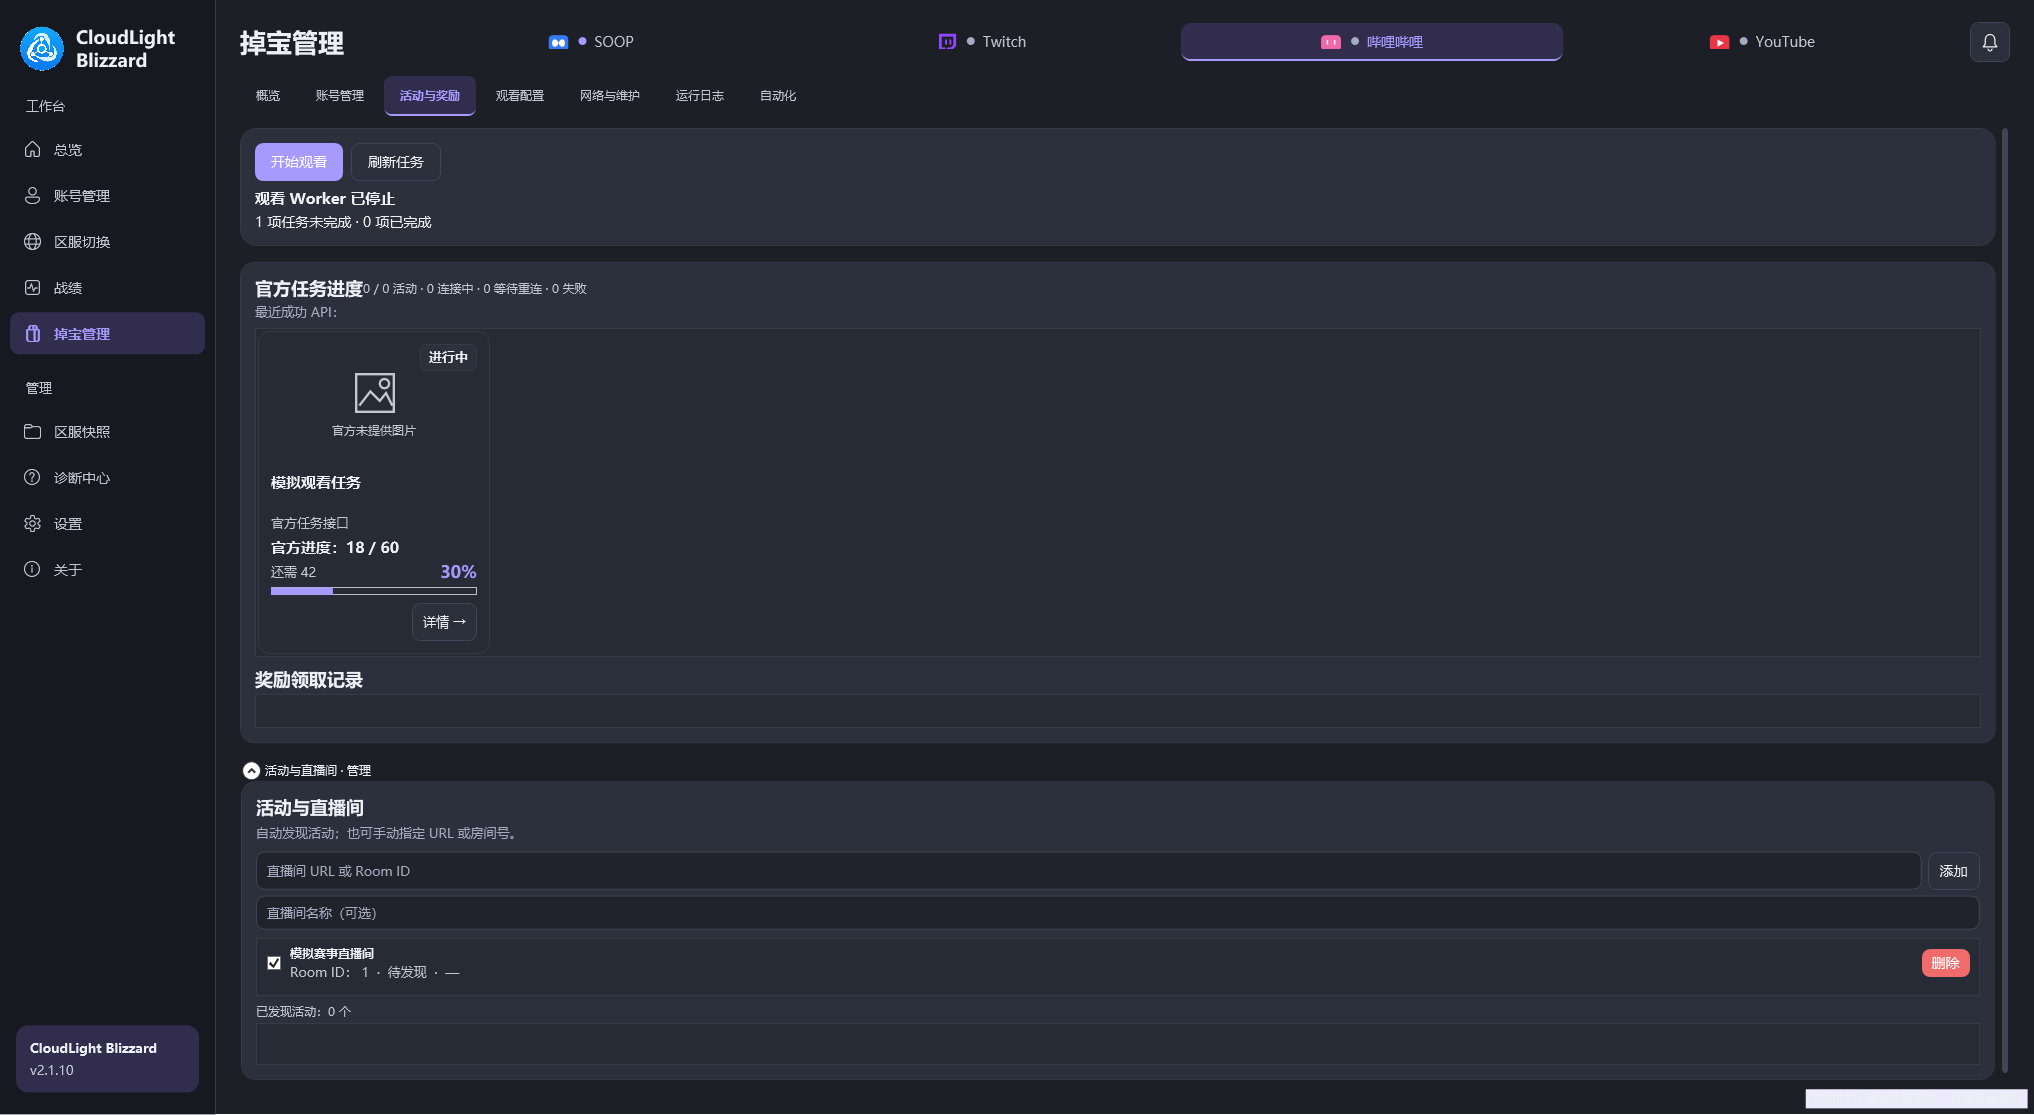 CloudLight
Blizzard
工作台
总览
账号管理
区服切换
战绩
掉宝管理
管理
区服快照
诊断中心
设置
关于
CloudLight Blizzard
v2.1.10
掉宝管理
SOOP
Twitch
哔哩哔哩
YouTube
概览
账号管理
活动与奖励
观看配置
网络与维护
运行日志
自动化
开始观看
刷新任务
观看 Worker 已停止
1 项任务未完成 · 0 项已完成
官方任务进度0 / 0 活动 · 0 连接中 · 0 等待重连 · 0 失败
最近成功 API：
进行中
官方未提供图片
模拟观看任务
官方任务接口
官方进度：18 / 60
还需 42
30%
详情 →
奖励领取记录
活动与直播间 · 管理
活动与直播间
自动发现活动；也可手动指定 URL 或房间号。
直播间 URL 或 Room ID
添加
直播间名称（可选）
模拟赛事直播间
Room ID： 1 · 待发现 · —
删除
已发现活动：0 个